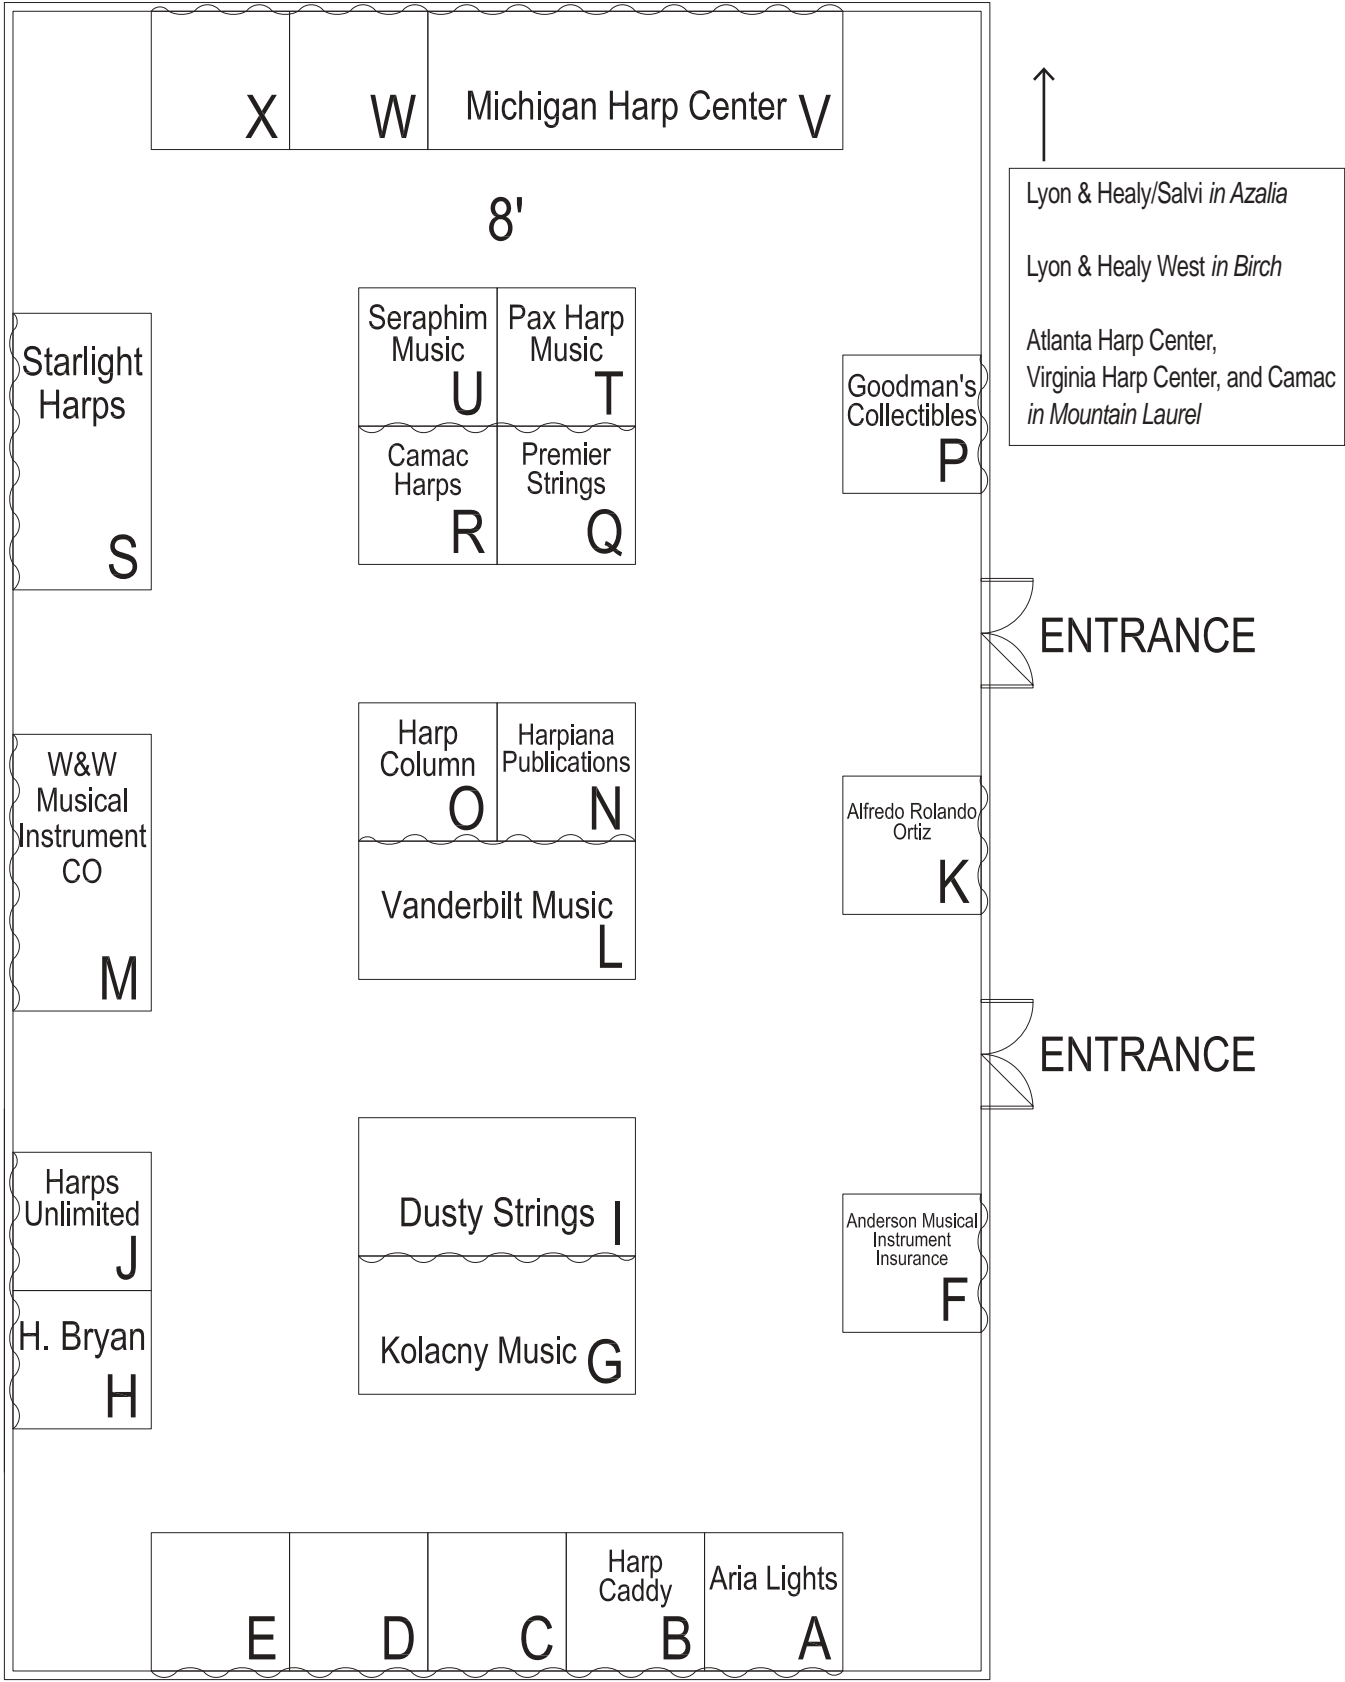 X
W
Michigan Harp Center V
8'
Lyon & Healy/Salvi in Azalia
Lyon & Healy West in Birch
Atlanta Harp Center,
Virginia Harp Center, and Camac
in Mountain Laurel
Starlight
Harps
S
Seraphim
Music
U
Pax Harp
Music
T
Camac
Harps
R
Premier
Strings
Q
Goodman's
Collectibles
P
ENTRANCE
W&W
Musical
Instrument
CO
M
Harp
Column
O
Harpiana
Publications
N
Vanderbilt Music
L
Alfredo Rolando
Ortiz
K
ENTRANCE
Harps
Unlimited
J
H. Bryan
H
Dusty Strings I
Kolacny Music G
Anderson Musical
Instrument
Insurance
F
E
D
C
Harp
Caddy
B
Aria Lights
A